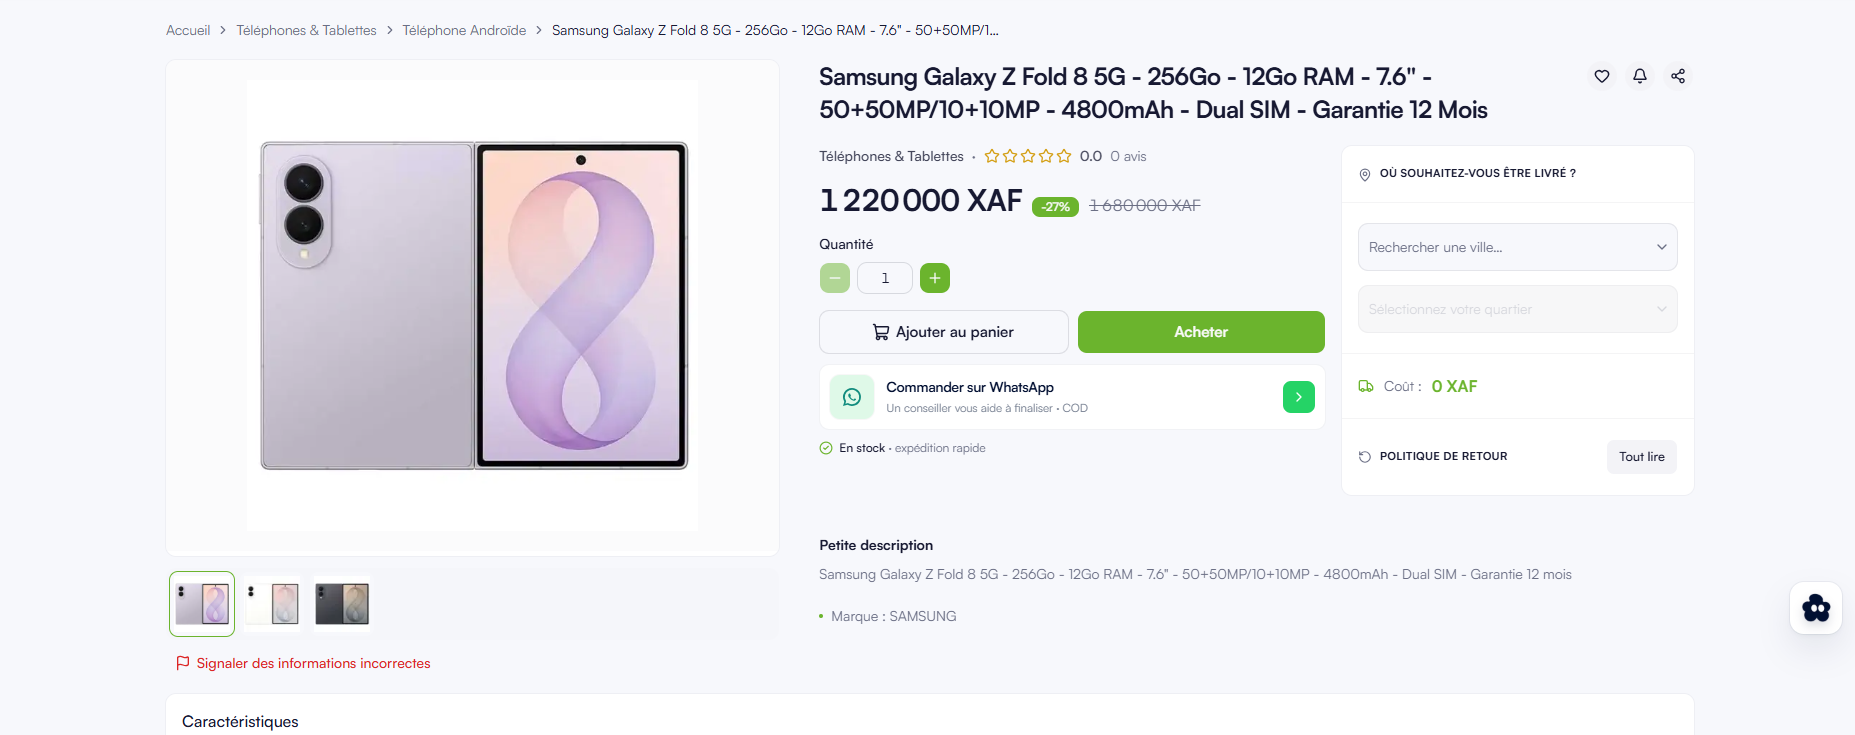 Accueil > Téléphones & Tablettes > Téléphone Androïde > Samsung Galaxy Z Fold 8 5G - 256Go - 12Go RAM - 7.6" - 50+50MP/1...
Samsung Galaxy Z Fold 8 5G - 256Go - 12Go RAM - 7.6" -
50+50MP/10+10MP - 4800mAh - Dual SIM - Garantie 12 Mois
Téléphones & Tablettes · 0.0 0 avis
1 220 000 XAF -27% 1 680 000 XAF
Quantité
1
Ajouter au panier
Acheter
Commander sur WhatsApp
Un conseiller vous aide à finaliser · COD
En stock · expédition rapide
OÙ SOUHAITEZ-VOUS ÊTRE LIVRÉ ?
Rechercher une ville...
Sélectionnez votre quartier
Coût : 0 XAF
POLITIQUE DE RETOUR
Tout lire
Petite description
Samsung Galaxy Z Fold 8 5G - 256Go - 12Go RAM - 7.6" - 50+50MP/10+10MP - 4800mAh - Dual SIM - Garantie 12 mois
• Marque : SAMSUNG
Signaler des informations incorrectes
Caractéristiques